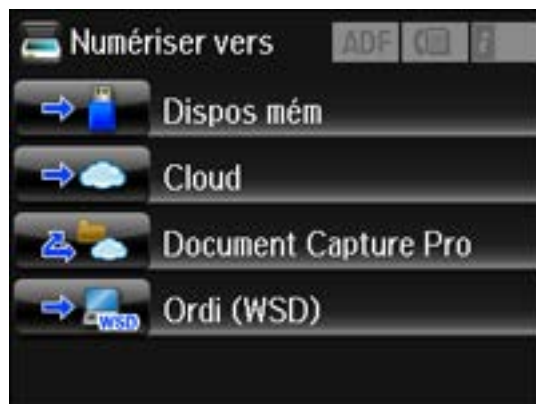 Numériser vers ADF
Dispos mém
Cloud
Document Capture Pro
WSD Ordi (WSD)